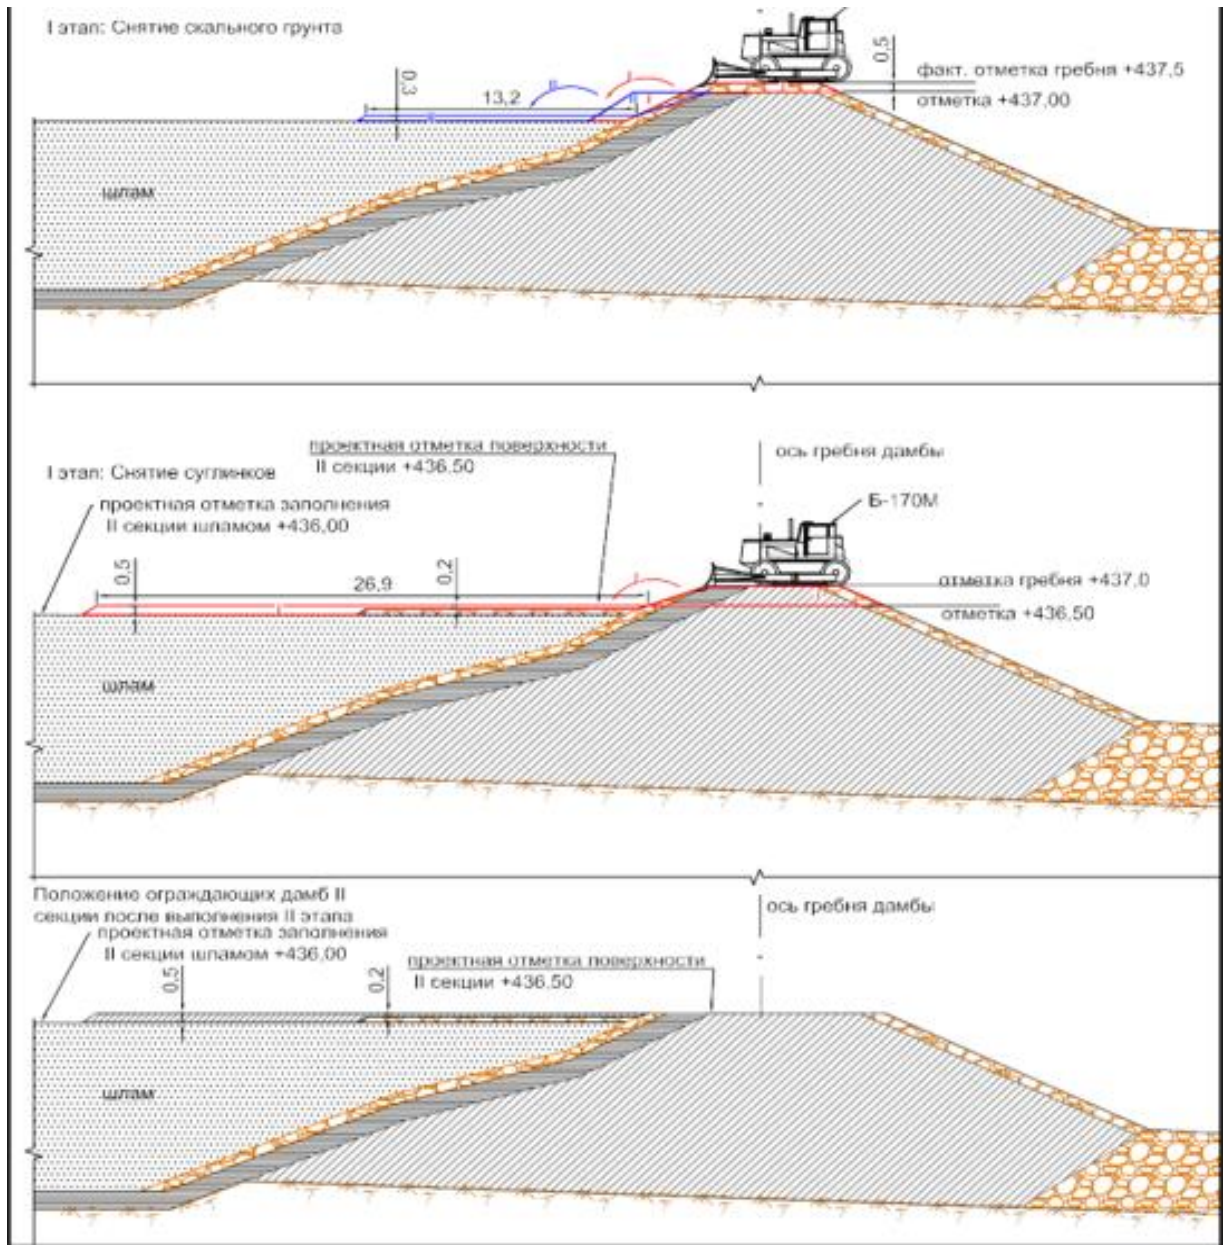 I этап: Снятие скального грунта
0,5
0,3
факт. отметка гребня +437,5
13,2
отметка +437,00
II
I
шлам
проектная отметка поверхности
II секции +436,50
ось гребня дамбы
I этап: Снятие суглинков
проектная отметка заполнения
II секции шламом +436,00
Б-170М
0,5
26,9
0,2
I
отметка гребня +437,0
отметка +436,50
шлам
Положение ограждающих дамб II
секции после выполнения II этапа
ось гребня дамбы
проектная отметка заполнения
II секции шламом +436,00
проектная отметка поверхности
II секции +436,50
0,5
0,2
шлам